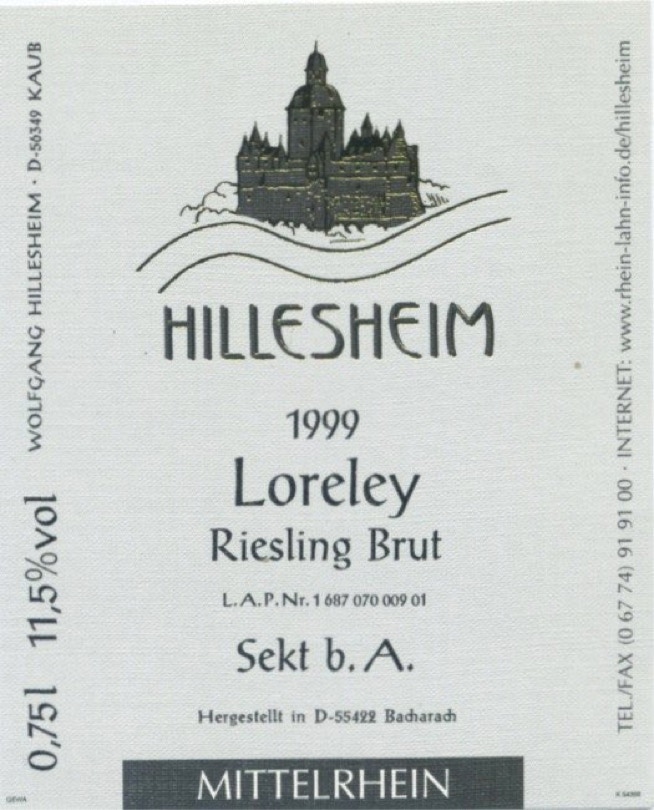 HILLESHEIM
1999
Loreley
Riesling Brut
L.A.P.Nr. 1 687 070 009 01
Sekt b. A.
Hergestellt in D-55422 Bacharach
MITTELRHEIN
0,75l 11,5%vol WOLFGANG HILLESHEIM · D-56349 KAUB
TEL./FAX (0 67 74) 91 91 00 · INTERNET: www.rhein-lahn-info.de/hillesheim